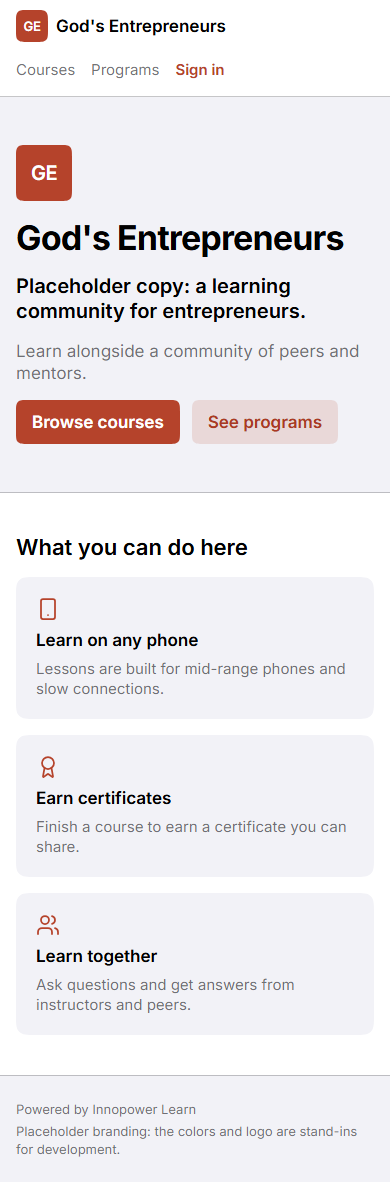 GE God's Entrepreneurs
Courses Programs Sign in
GE
God's Entrepreneurs
Placeholder copy: a learning
community for entrepreneurs.
Learn alongside a community of peers and
mentors.
Browse courses See programs
What you can do here
Learn on any phone
Lessons are built for mid-range phones and
slow connections.
Earn certificates
Finish a course to earn a certificate you can
share.
Learn together
Ask questions and get answers from
instructors and peers.
Powered by Innopower Learn
Placeholder branding: the colors and logo are stand-ins
for development.